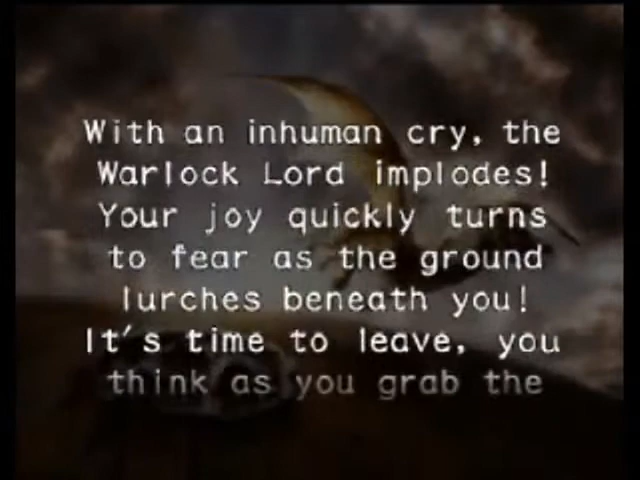 With an inhuman cry, the
Warlock Lord implodes!
Your joy quickly turns
to fear as the ground
lurches beneath you!
It's time to leave, you
think as you grab the